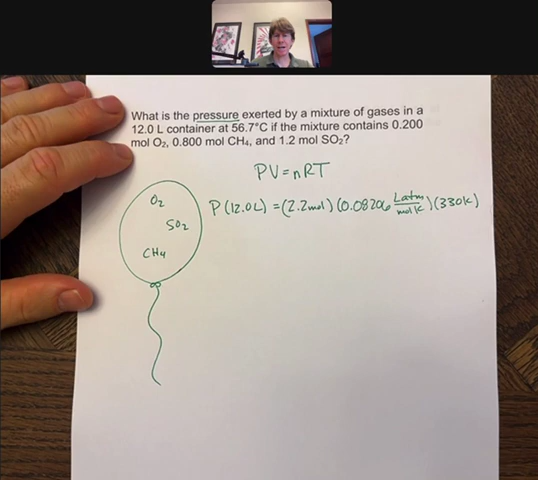 What is the pressure exerted by a mixture of gases in a
12.0 L container at 56.7°C if the mixture contains 0.200
mol O₂, 0.800 mol CH₄, and 1.2 mol SO₂?
PV=nRT
P(12.0L) = (2.2mol)(0.08206 Latm/molK)(330K)
O₂
SO₂
CH₄